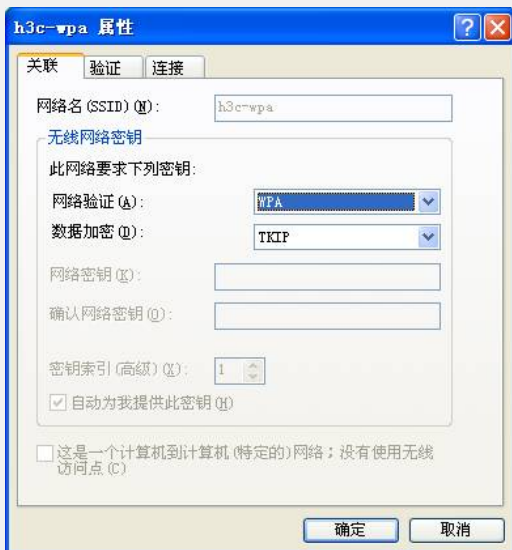 h3c-wpa 属性
关联 验证 连接
网络名(SSID)(N): h3c-wpa
无线网络密钥
此网络要求下列密钥:
网络验证(A): WPA
数据加密(D): TKIP
网络密钥(K):
确认网络密钥(O):
密钥索引(高级)(X): 1
自动为我提供此密钥(H)
这是一个计算机到计算机(特定的)网络;没有使用无线
访问点(C)
确定 取消